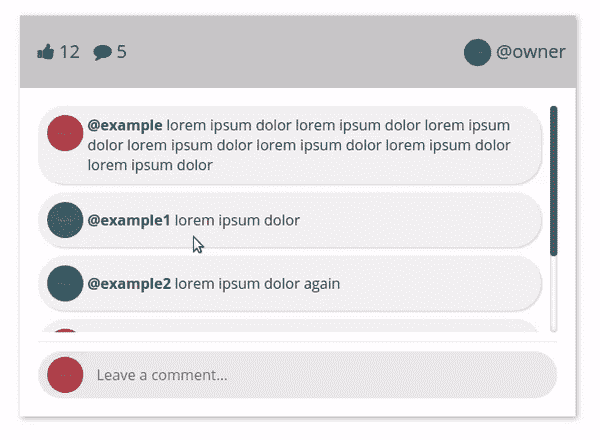 12 5 @owner
@example lorem ipsum dolor lorem ipsum dolor lorem ipsum
dolor lorem ipsum dolor lorem ipsum dolor lorem ipsum dolor
lorem ipsum dolor
@example1 lorem ipsum dolor
@example2 lorem ipsum dolor again
Leave a comment...